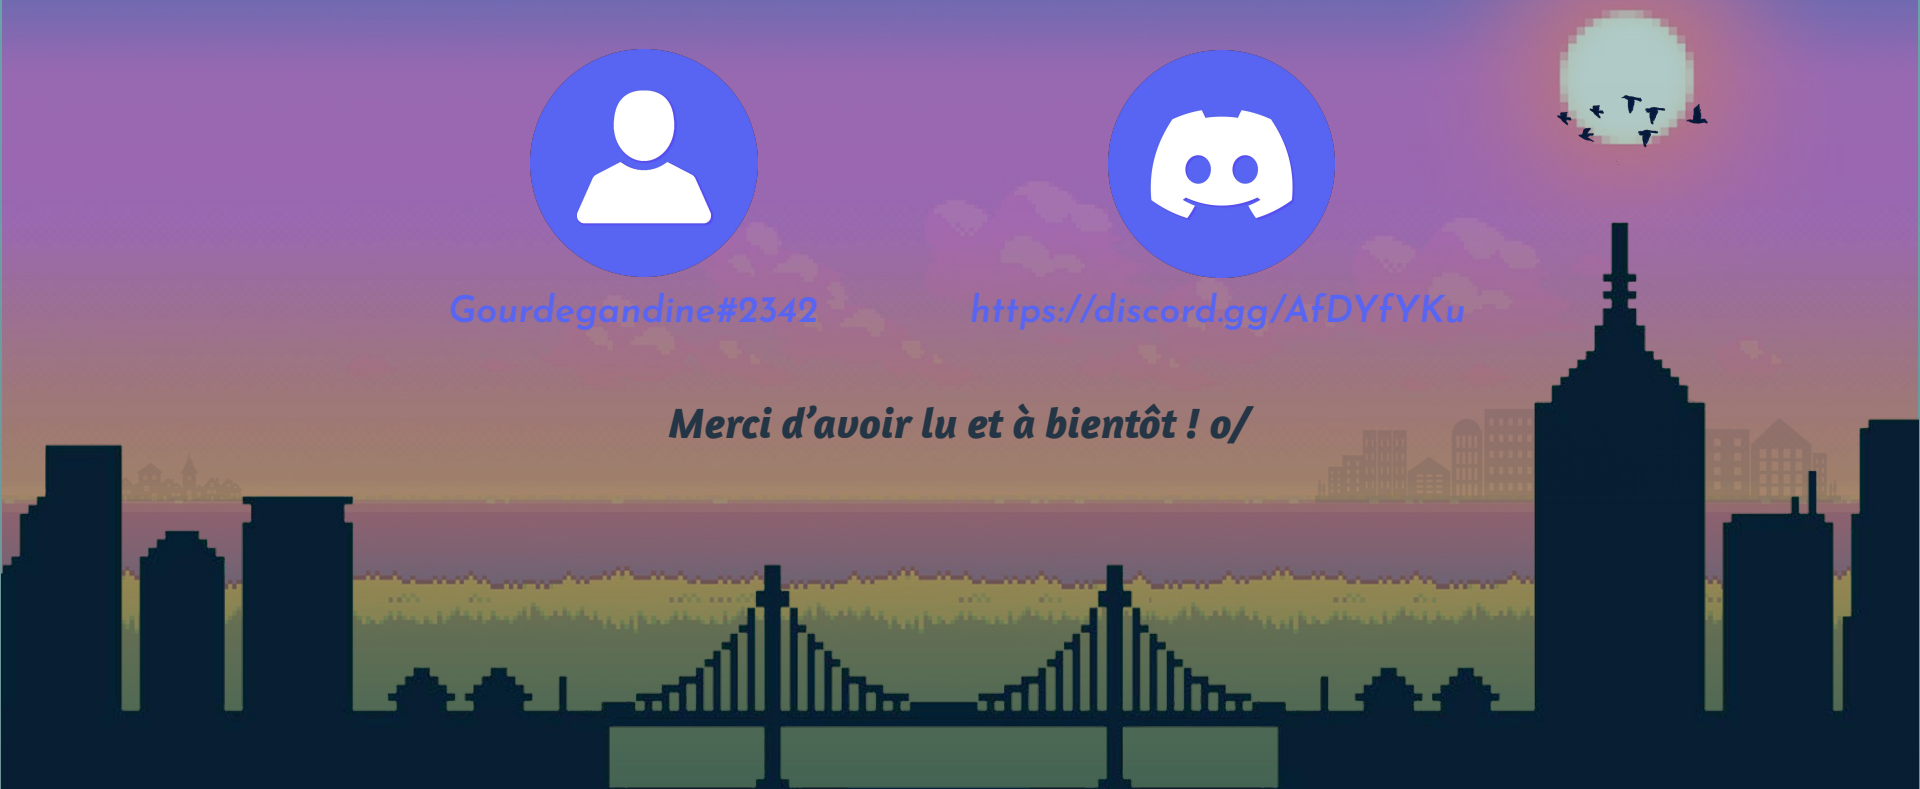 Gourdegandine#2342
https://discord.gg/AfDYfYKu
Merci d’avoir lu et à bientôt ! o/